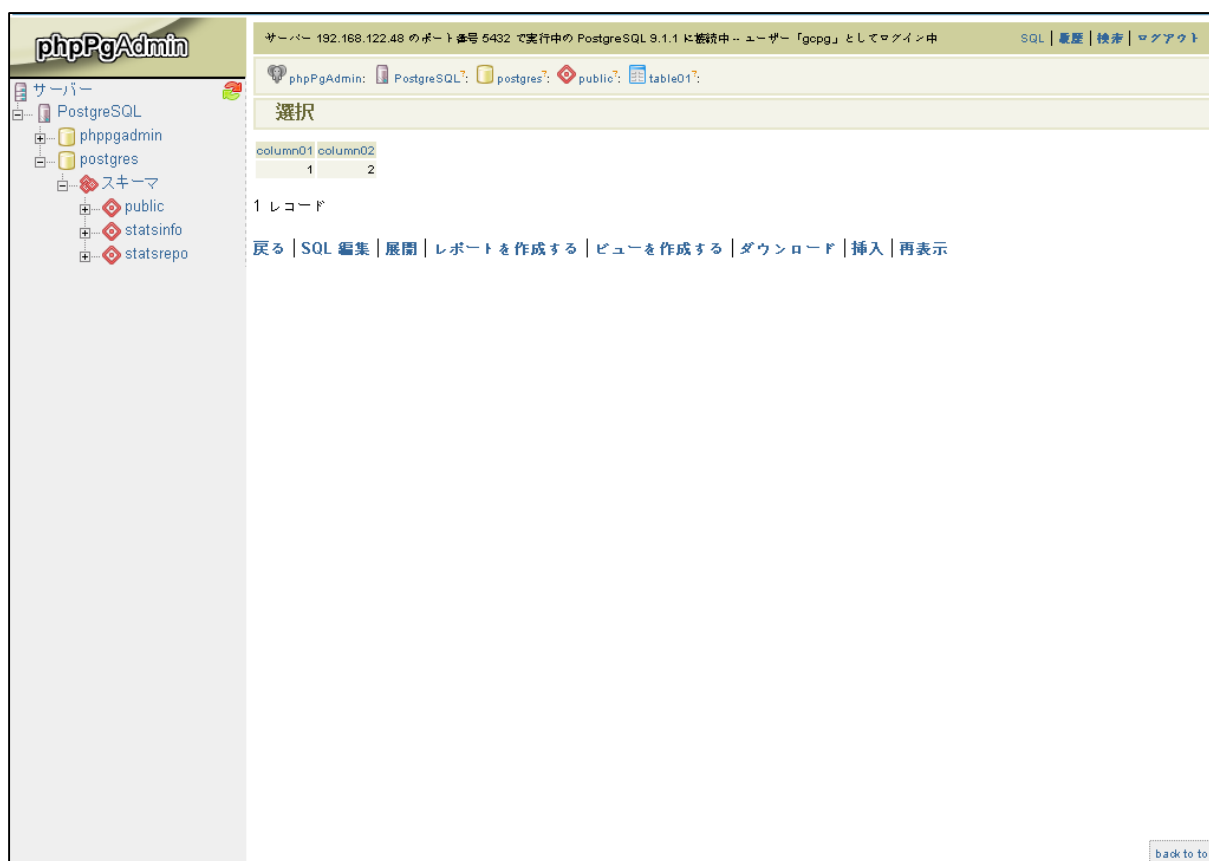 phpPgAdmin
サーバー 192.168.122.48 のポート番号 5432 で実行中の PostgreSQL 9.1.1 に接続中 -- ユーザー「gcpg」としてログイン中
SQL | 履歴 | 検索 | ログアウト
phpPgAdmin: PostgreSQL?: postgres?: public?: table01?:
サーバー
PostgreSQL
phppgadmin
postgres
スキーマ
public
statsinfo
statsrepo
選択
column01 column02
1 2
1 レコード
戻る | SQL 編集 | 展開 | レポートを作成する | ビューを作成する | ダウンロード | 挿入 | 再表示
back to to